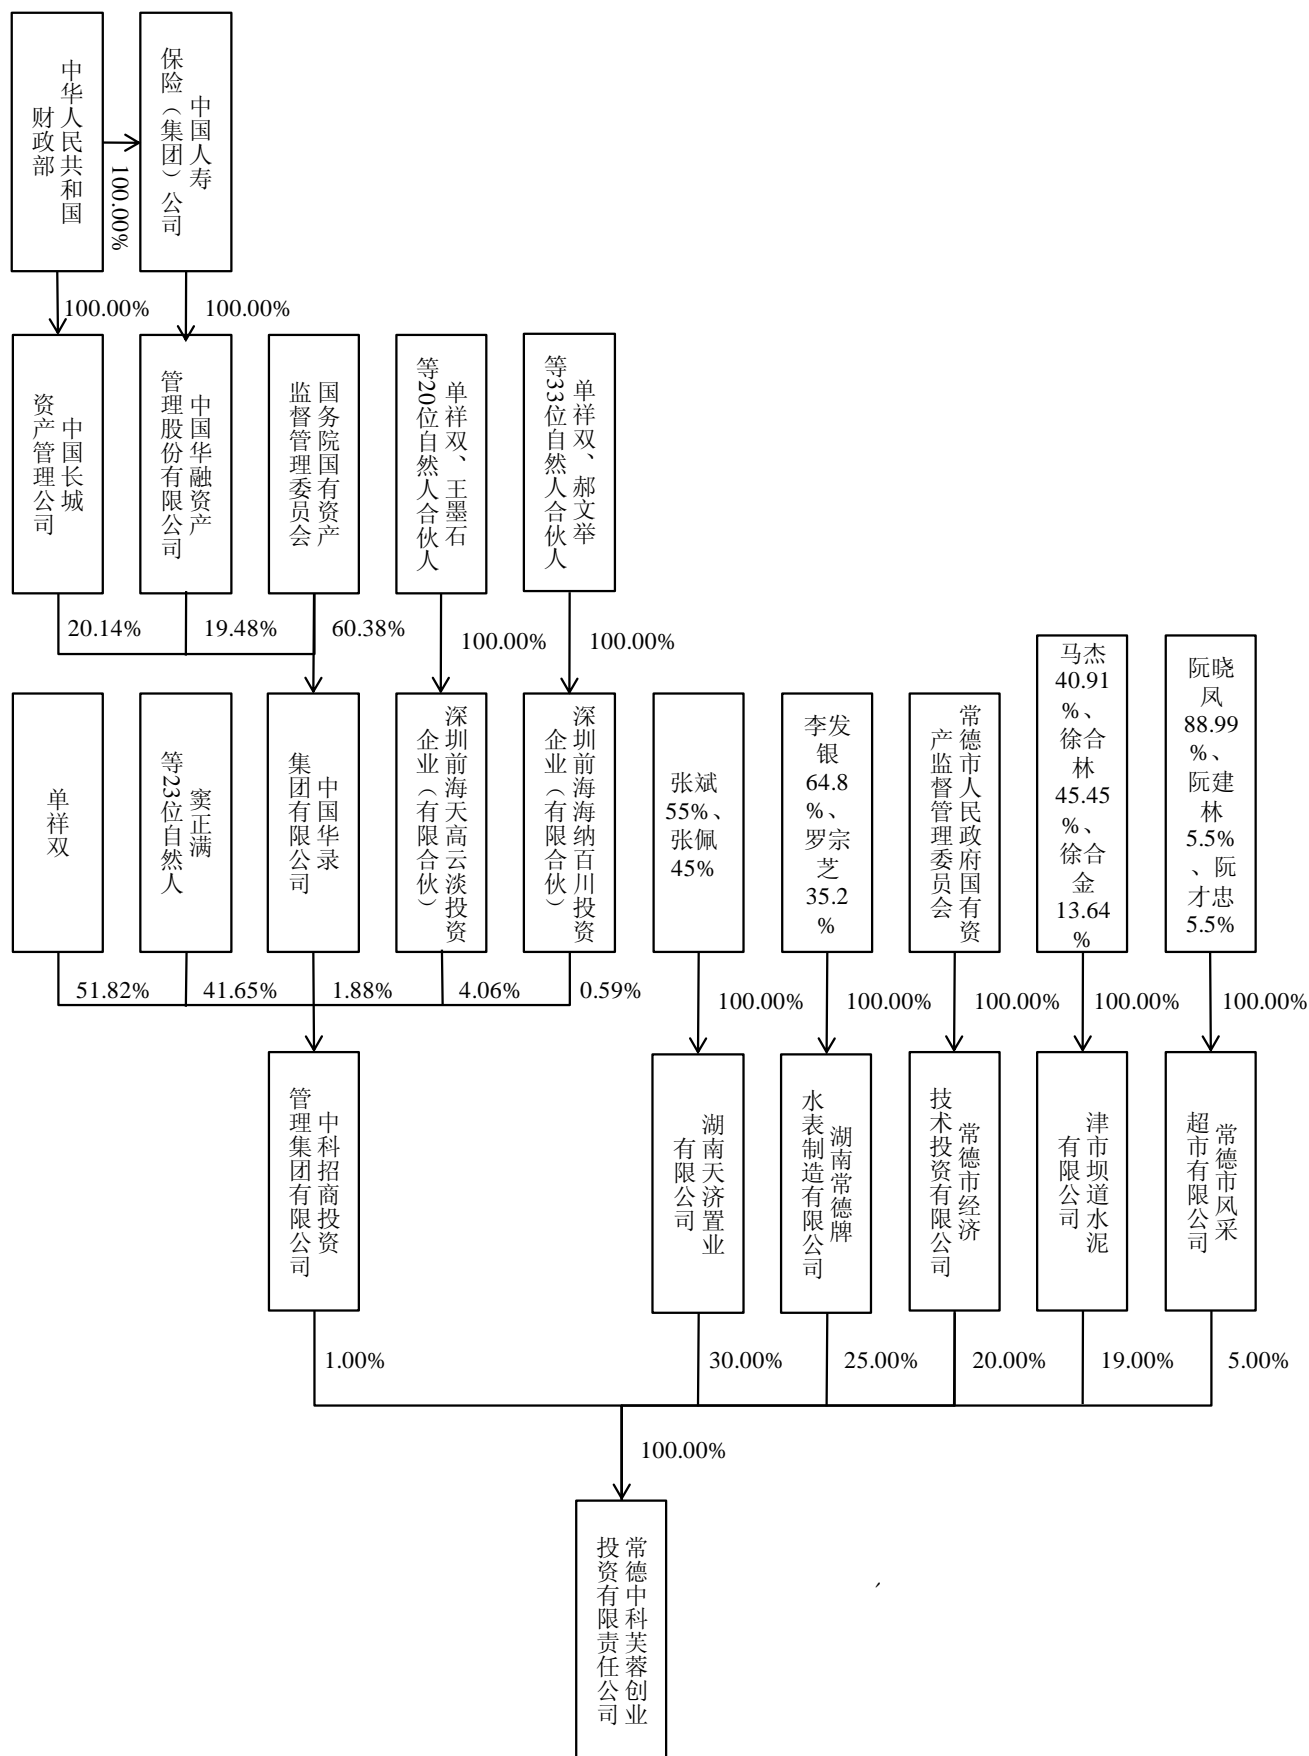 中华人民共和国
财政部
中国人寿
保险（集团）公司
100.00%
100.00%
100.00%
中国长城
资产管理公司
中国华融资产
管理股份有限公司
国务院国有资产
监督管理委员会
单祥双、王墨石
等20位自然人合伙人
单祥双、郝文举
等33位自然人合伙人
20.14%
19.48%
60.38%
100.00%
100.00%
单祥双
窦正满
等23位自然人
中国华录
集团有限公司
深圳前海天高云淡投资
企业（有限合伙）
深圳前海海纳百川投资
企业（有限合伙）
张斌
55%、
张佩
45%
李发
银
64.8
%、
罗宗
芝
35.2
%
常德市人民政府国有资
产监督管理委员会
马杰
40.91
%、
徐合
林
45.45
%、
徐合
金
13.64
%
阮晓
凤
88.99
%、
阮建
林
5.5%
、阮
才忠
5.5%
51.82%
41.65%
1.88%
4.06%
0.59%
100.00%
100.00%
100.00%
100.00%
100.00%
中科招商投资
管理集团有限公司
湖南天济置业
有限公司
湖南常德牌
水表制造有限公司
常德市经济
技术投资有限公司
津市坝道水泥
有限公司
常德市风采
超市有限公司
1.00%
30.00%
25.00%
20.00%
19.00%
5.00%
100.00%
常德中科芙蓉创业
投资有限责任公司